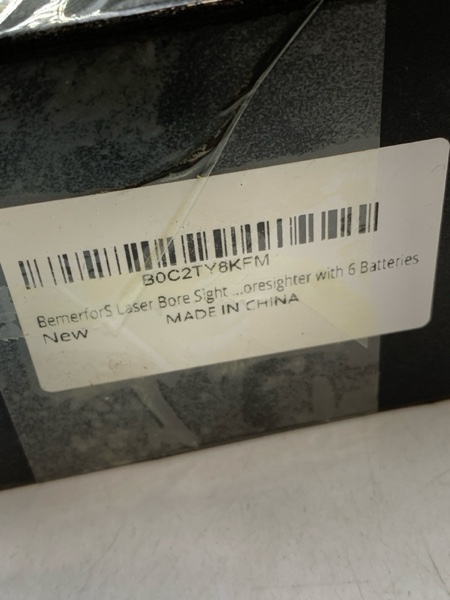 B0C2TY8KFM
BemerforS Laser Bore Sight ...oresighter with 6 Batteries
New
MADE IN CHINA